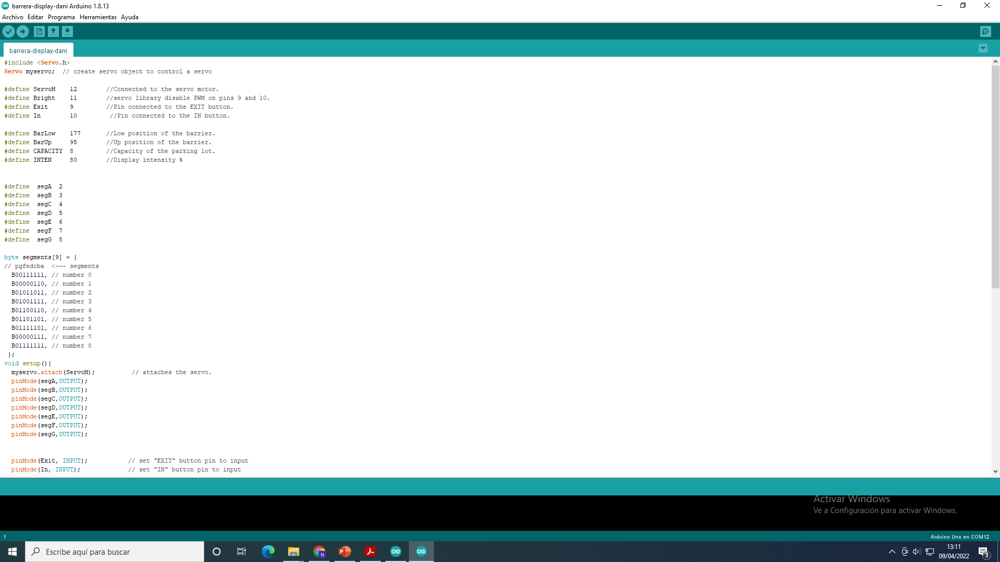 barrera-display-dani Arduino 1.8.13
Archivo Editar Programa Herramientas Ayuda
barrera-display-dani
#include <Servo.h>
Servo myservo;  // create servo object to control a servo
#define ServoM    12        //Connected to the servo motor.
#define Bright    11        //servo library disable PWM on pins 9 and 10.
#define Exit      9         //Pin connected to the EXIT button.
#define In        10         //Pin connected to the IN button.
#define BarLow    177       //Low position of the barrier.
#define BarUp     95        //Up position of the barrier.
#define CAPACITY  8         //Capacity of the parking lot.
#define INTEN     80        //Display intensity %
#define  segA  2
#define  segB  3
#define  segC  4
#define  segD  5
#define  segE  6
#define  segF  7
#define  segG  8
byte segments[9] = {
// pgfedcba  <--- segments
  B00111111, // number 0
  B00000110, // number 1
  B01011011, // number 2
  B01001111, // number 3
  B01100110, // number 4
  B01101101, // number 5
  B01111101, // number 6
  B00000111, // number 7
  B01111111, // number 8
 };
void setup(){
  myservo.attach(ServoM);          // attaches the servo.
  pinMode(segA,OUTPUT);
  pinMode(segB,OUTPUT);
  pinMode(segC,OUTPUT);
  pinMode(segD,OUTPUT);
  pinMode(segE,OUTPUT);
  pinMode(segF,OUTPUT);
  pinMode(segG,OUTPUT);
  pinMode(Exit, INPUT);           // set "EXIT" button pin to input
  pinMode(In, INPUT);             // set "IN" button pin to input
Activar Windows
Ve a Configuración para activar Windows.
1
Arduino Uno en COM12
Escribe aquí para buscar
N
P
13:11
09/04/2022
3